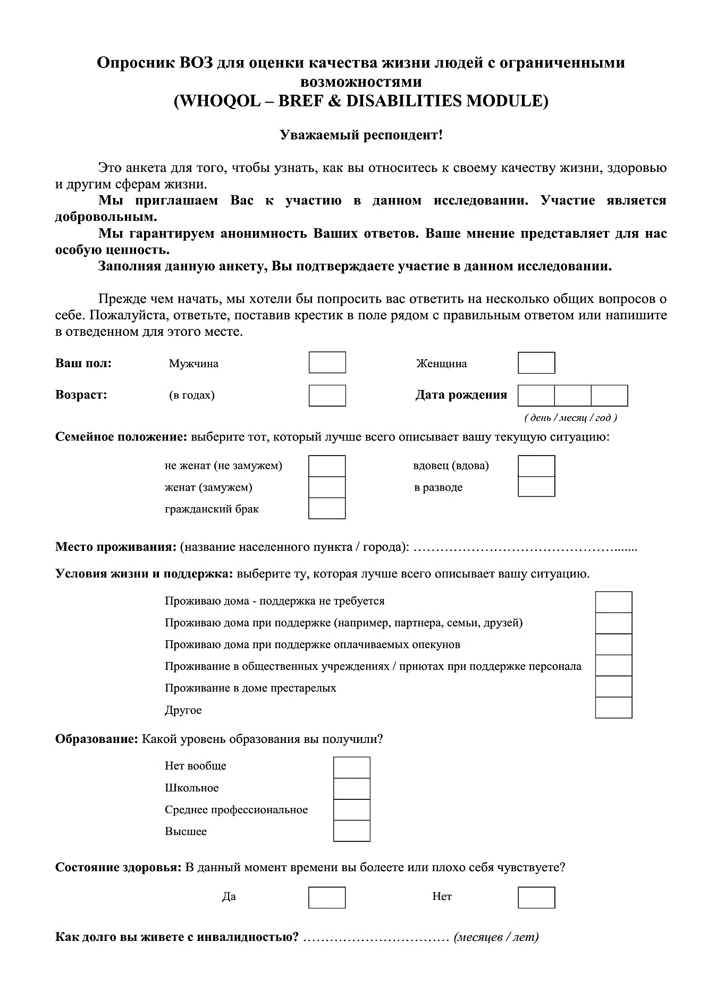 Опросник ВОЗ для оценки качества жизни людей с ограниченными
возможностями
(WHOQOL – BREF & DISABILITIES MODULE)
Уважаемый респондент!
Это анкета для того, чтобы узнать, как вы относитесь к своему качеству жизни, здоровью
и другим сферам жизни.
Мы приглашаем Вас к участию в данном исследовании. Участие является
добровольным.
Мы гарантируем анонимность Ваших ответов. Ваше мнение представляет для нас
особую ценность.
Заполняя данную анкету, Вы подтверждаете участие в данном исследовании.
Прежде чем начать, мы хотели бы попросить вас ответить на несколько общих вопросов о
себе. Пожалуйста, ответьте, поставив крестик в поле рядом с правильным ответом или напишите
в отведенном для этого месте.
Ваш пол: Мужчина Женщина
Возраст: (в годах) Дата рождения
( день / месяц / год )
Семейное положение: выберите тот, который лучше всего описывает вашу текущую ситуацию:
не женат (не замужем) вдовец (вдова)
женат (замужем) в разводе
гражданский брак
Место проживания: (название населенного пункта / города): ……………………………………….......
Условия жизни и поддержка: выберите ту, которая лучше всего описывает вашу ситуацию.
Проживаю дома - поддержка не требуется
Проживаю дома при поддержке (например, партнера, семьи, друзей)
Проживаю дома при поддержке оплачиваемых опекунов
Проживание в общественных учреждениях / приютах при поддержке персонала
Проживание в доме престарелых
Другое
Образование: Какой уровень образования вы получили?
Нет вообще
Школьное
Среднее профессиональное
Высшее
Состояние здоровья: В данный момент времени вы болеете или плохо себя чувствуете?
Да Нет
Как долго вы живете с инвалидностью? …………………………… (месяцев / лет)